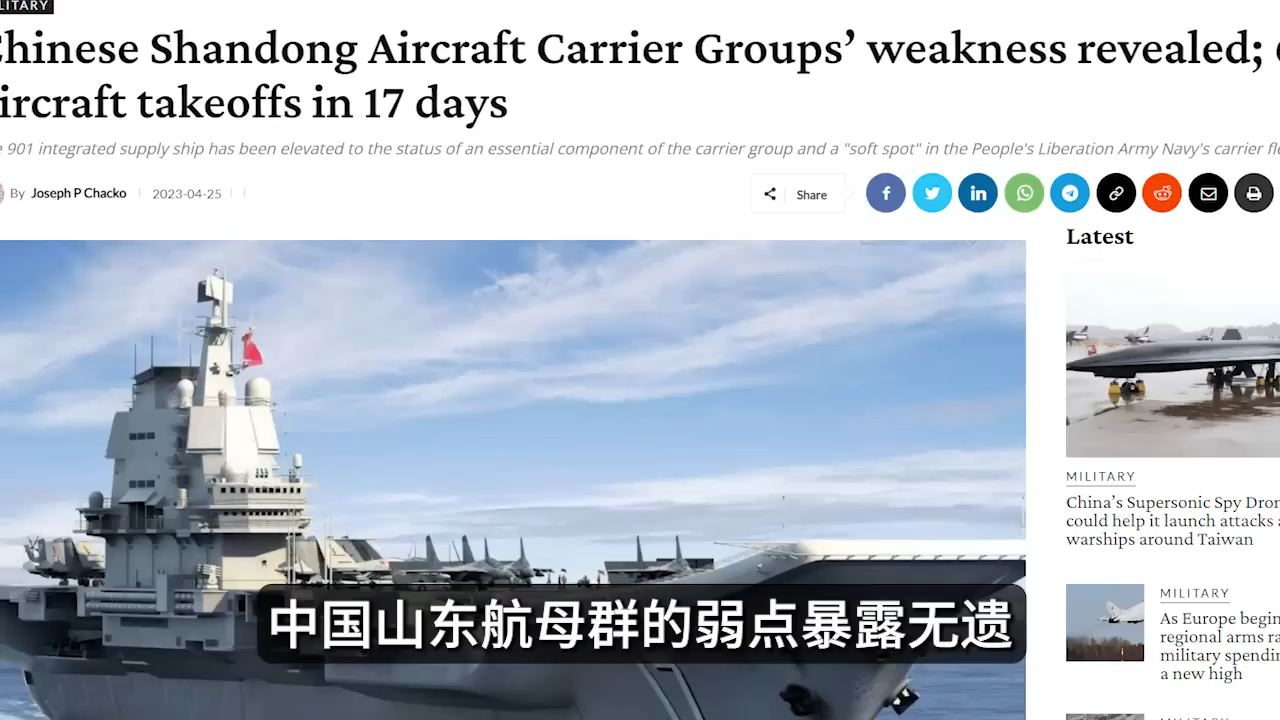 LITARY
Chinese Shandong Aircraft Carrier Groups' weakness revealed;
ircraft takeoffs in 17 days
e 901 integrated supply ship has been elevated to the status of an essential component of the carrier group and a "soft spot" in the People's Liberation Army Navy's carrier fle
By Joseph P Chacko 2023-04-25
Share
Latest
MILITARY
China's Supersonic Spy Dron
could help it launch attacks a
warships around Taiwan
MILITARY
As Europe begin
regional arms ra
military spendin
a new high
中国山东航母群的弱点暴露无遗